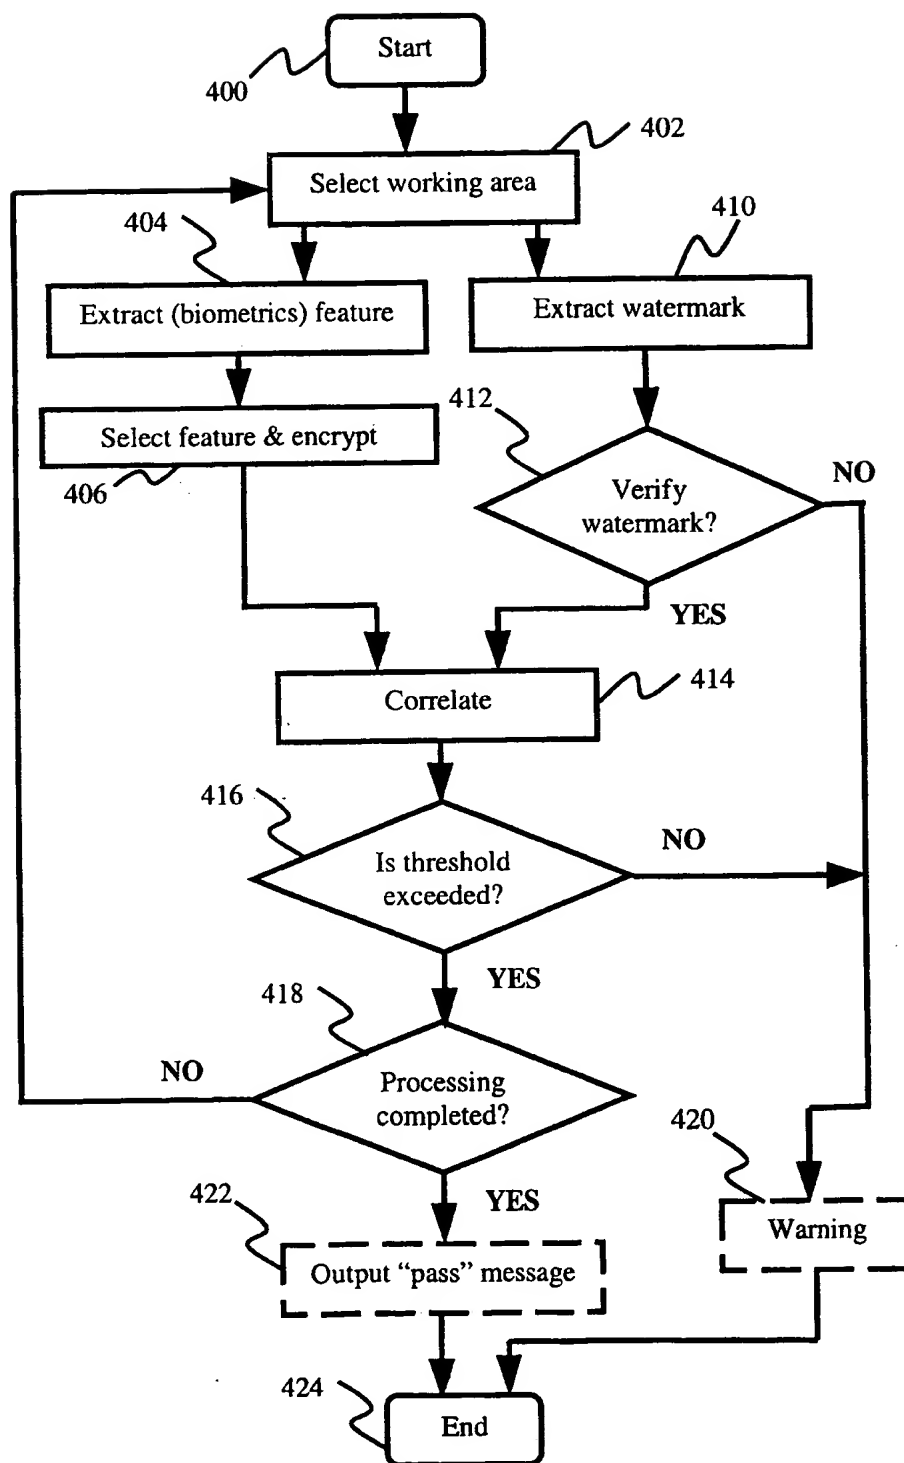 Start
400
402
Select working area
404
410
Extract (biometrics) feature
Extract watermark
412
Select feature & encrypt
406
NO
Verify
watermark?
YES
Correlate
414
416
NO
Is threshold
exceeded?
YES
418
NO
Processing
completed?
420
422
YES
Warning
Output “pass” message
424
End